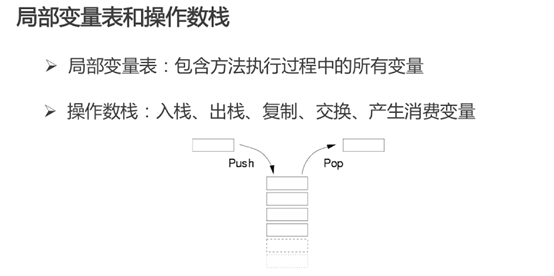 局部变量表和操作数栈
➢ 局部变量表：包含方法执行过程中的所有变量
➢ 操作数栈：入栈、出栈、复制、交换、产生消费变量
Push
Pop